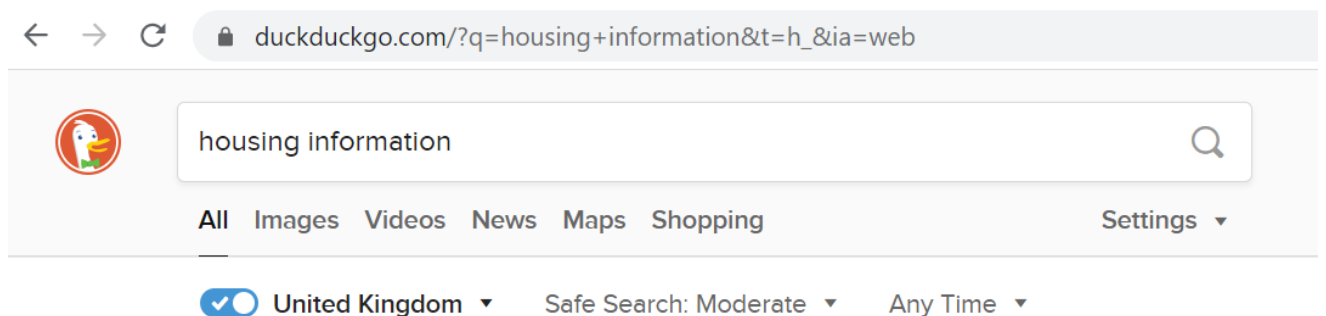 duckduckgo.com/?q=housing+information&t=h_&ia=web
housing information
All Images Videos News Maps Shopping Settings
United Kingdom Safe Search: Moderate Any Time